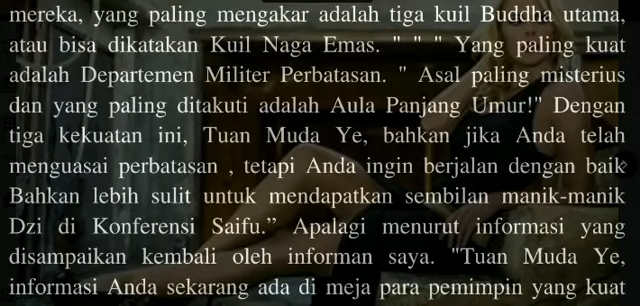 mereka, yang paling mengakar adalah tiga kuil Buddha utama,
atau bisa dikatakan Kuil Naga Emas. " " " Yang paling kuat
adalah Departemen Militer Perbatasan. " Asal paling misterius
dan yang paling ditakuti adalah Aula Panjang Umur!" Dengan
tiga kekuatan ini, Tuan Muda Ye, bahkan jika Anda telah
menguasai perbatasan , tetapi Anda ingin berjalan dengan baik
Bahkan lebih sulit untuk mendapatkan sembilan manik-manik
Dzi di Konferensi Saifu.” Apalagi menurut informasi yang
disampaikan kembali oleh informan saya. "Tuan Muda Ye,
informasi Anda sekarang ada di meja para pemimpin yang kuat